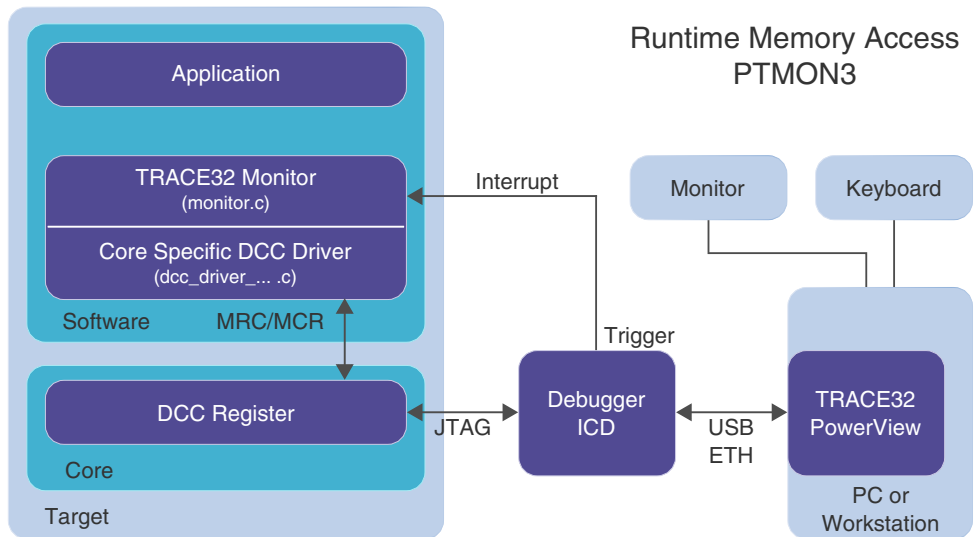 Runtime Memory Access
PTMON3
Application
TRACE32 Monitor
(monitor.c)
Core Specific DCC Driver
(dcc_driver_... .c)
Software
MRC/MCR
Interrupt
Monitor
Keyboard
Trigger
DCC Register
JTAG
Debugger
ICD
USB
ETH
TRACE32
PowerView
Core
Target
PC or
Workstation